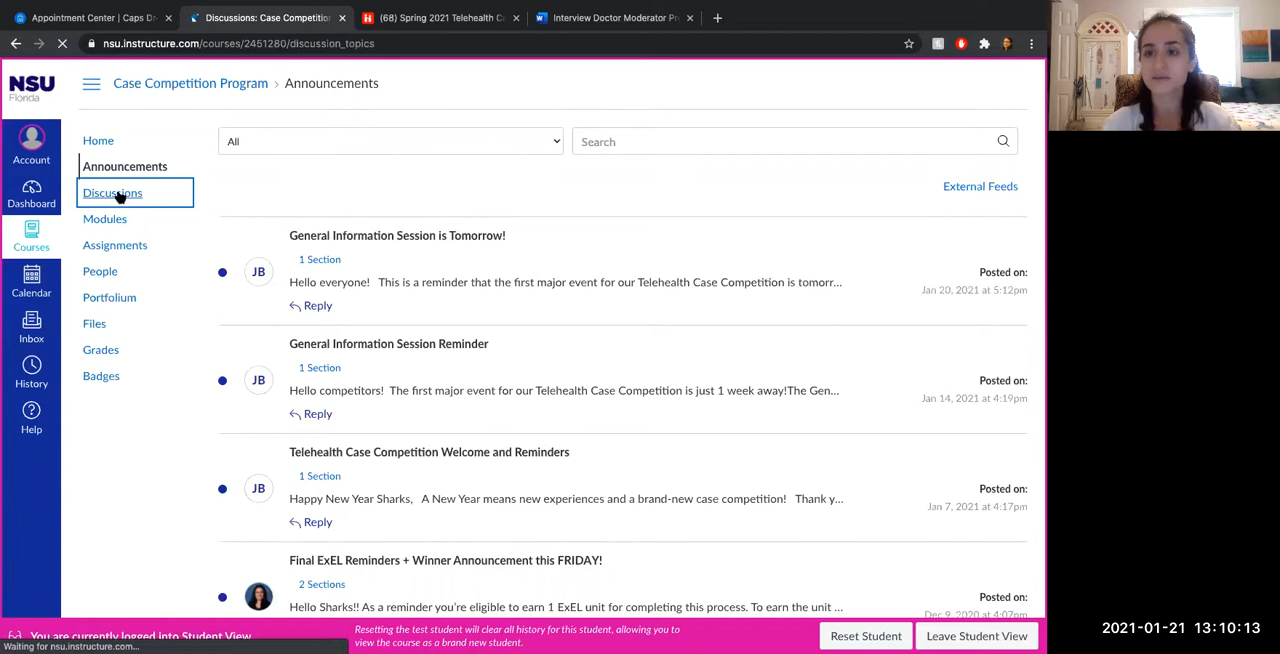 Appointment Center | Caps Dr
Discussions: Case Competition
(68) Spring 2021 Telehealth C
Interview Doctor Moderator Pr
nsu.instructure.com/courses/2451280/discussion_topics
NSU
Florida
Case Competition Program > Announcements
Account
Dashboard
Courses
Calendar
Inbox
History
Help
Home
Announcements
Discussions
Modules
Assignments
People
Portfolium
Files
Grades
Badges
All
Search
External Feeds
General Information Session is Tomorrow!
1 Section
JB
Hello everyone!   This is a reminder that the first major event for our Telehealth Case Competition is tomorr...
Reply
Posted on:
Jan 20, 2021 at 5:12pm
General Information Session Reminder
1 Section
JB
Hello competitors!  The first major event for our Telehealth Case Competition is just 1 week away!The Gen...
Reply
Posted on:
Jan 14, 2021 at 4:19pm
Telehealth Case Competition Welcome and Reminders
1 Section
JB
Happy New Year Sharks,   A New Year means new experiences and a brand-new case competition!   Thank y...
Reply
Posted on:
Jan 7, 2021 at 4:17pm
Final ExEL Reminders + Winner Announcement this FRIDAY!
2 Sections
Hello Sharks!! As a reminder you're eligible to earn 1 ExEL unit for completing this process. To earn the unit ...
Posted on:
Dec 9, 2020 at 4:07pm
You are currently logged into Student View
Resetting the test student will clear all history for this student, allowing you to
view the course as a brand new student.
Reset Student
Leave Student View
Waiting for nsu.instructure.com...
2021-01-21 13:10:13